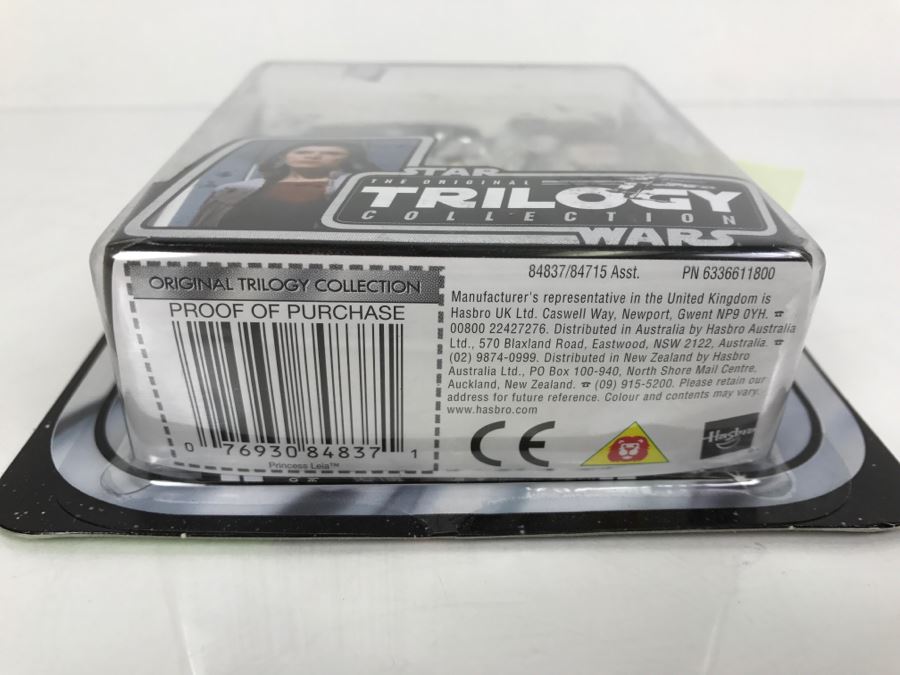 STAR
THE ORIGINAL
TRILOGY
COLLECTION
WARS
ORIGINAL TRILOGY COLLECTION
PROOF OF PURCHASE
0 76930 84837 1
Princess Leia™
84837/84715 Asst. PN 6336611800
Manufacturer's representative in the United Kingdom is
Hasbro UK Ltd. Caswell Way, Newport, Gwent NP9 0YH. ☎
00800 22427276. Distributed in Australia by Hasbro Australia
Ltd., 570 Blaxland Road, Eastwood, NSW 2122, Australia. ☎
(02) 9874-0999. Distributed in New Zealand by Hasbro
Australia Ltd., PO Box 100-940, North Shore Mail Centre,
Auckland, New Zealand. ☎ (09) 915-5200. Please retain our
address for future reference. Colour and contents may vary.
www.hasbro.com
CE
Hasbro